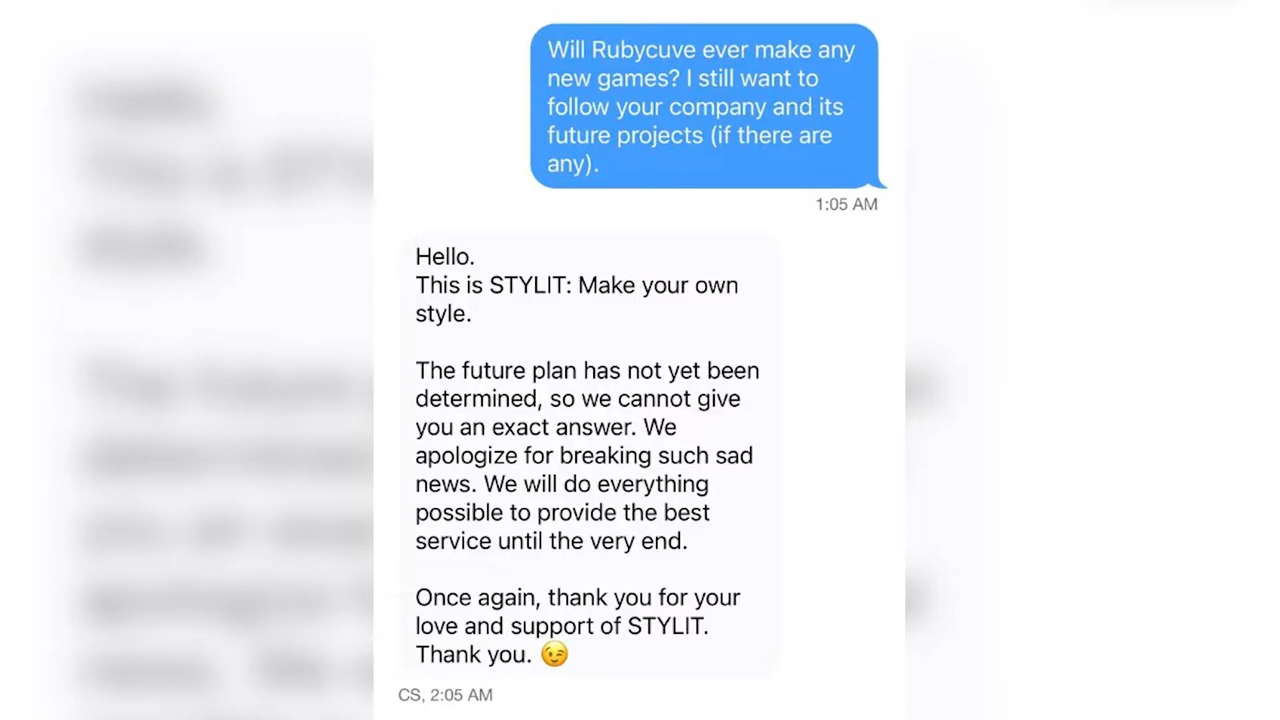 Will Rubycuve ever make any
new games? I still want to
follow your company and its
future projects (if there are
any).
1:05 AM
Hello.
This is STYLIT: Make your own
style.
The future plan has not yet been
determined, so we cannot give
you an exact answer. We
apologize for breaking such sad
news. We will do everything
possible to provide the best
service until the very end.
Once again, thank you for your
love and support of STYLIT.
Thank you. 😉
CS, 2:05 AM